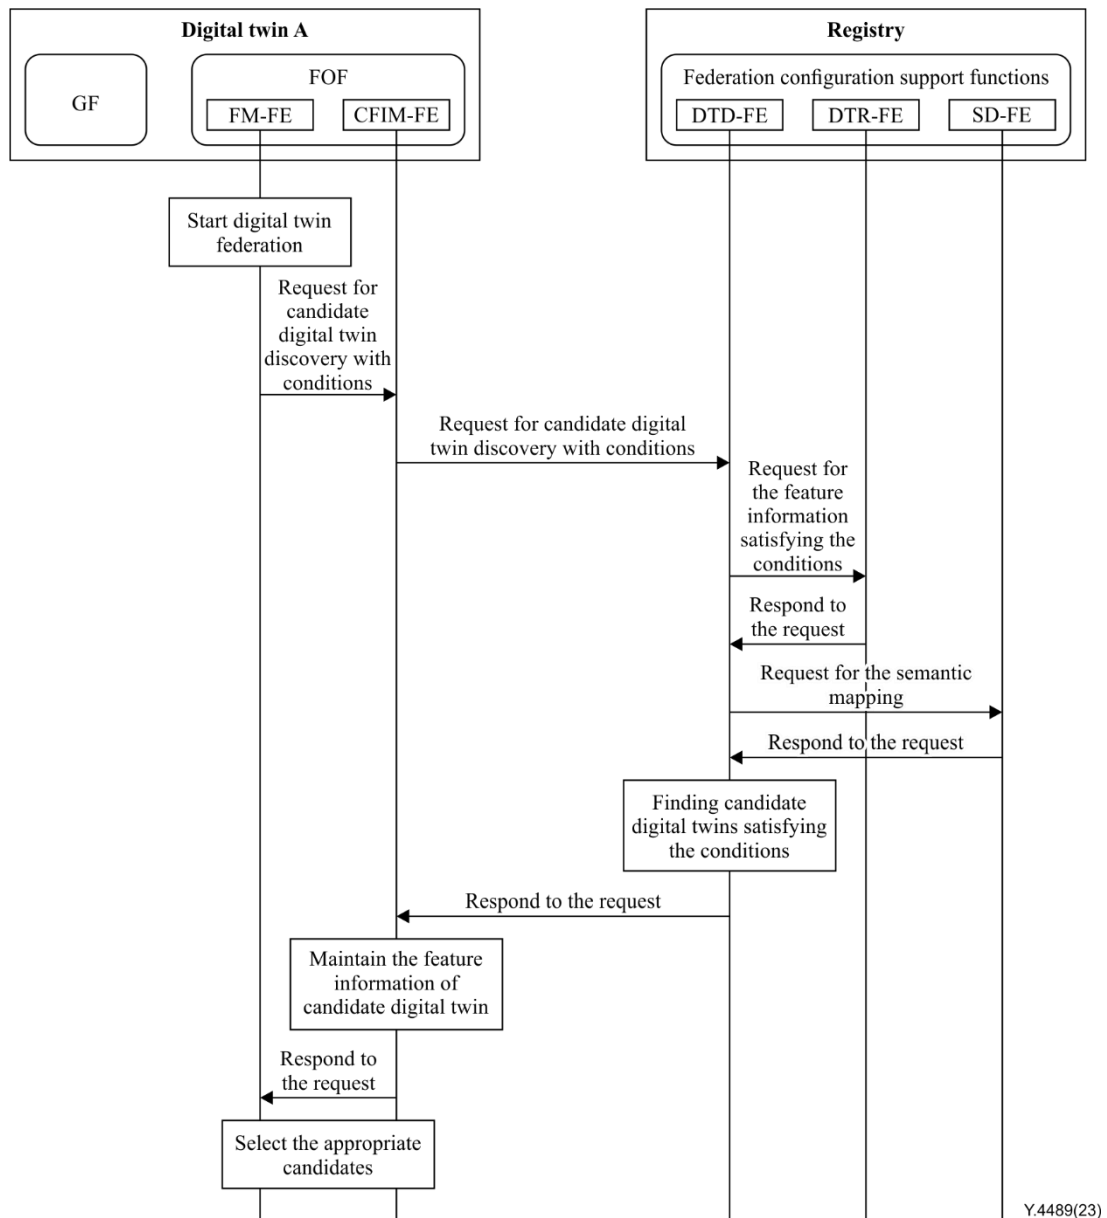 Digital twin A
Registry
GF
FOF
FM-FE
CFIM-FE
Federation configuration support functions
DTD-FE
DTR-FE
SD-FE
Start digital twin
federation
Request for
candidate
digital twin
discovery with
conditions
Request for candidate digital
twin discovery with conditions
Request for
the feature
information
satisfying the
conditions
Respond to
the request
Request for the semantic
mapping
Respond to the request
Finding candidate
digital twins satisfying
the conditions
Respond to the request
Maintain the feature
information of
candidate digital twin
Respond to
the request
Select the appropriate
candidates
Y.4489(23)